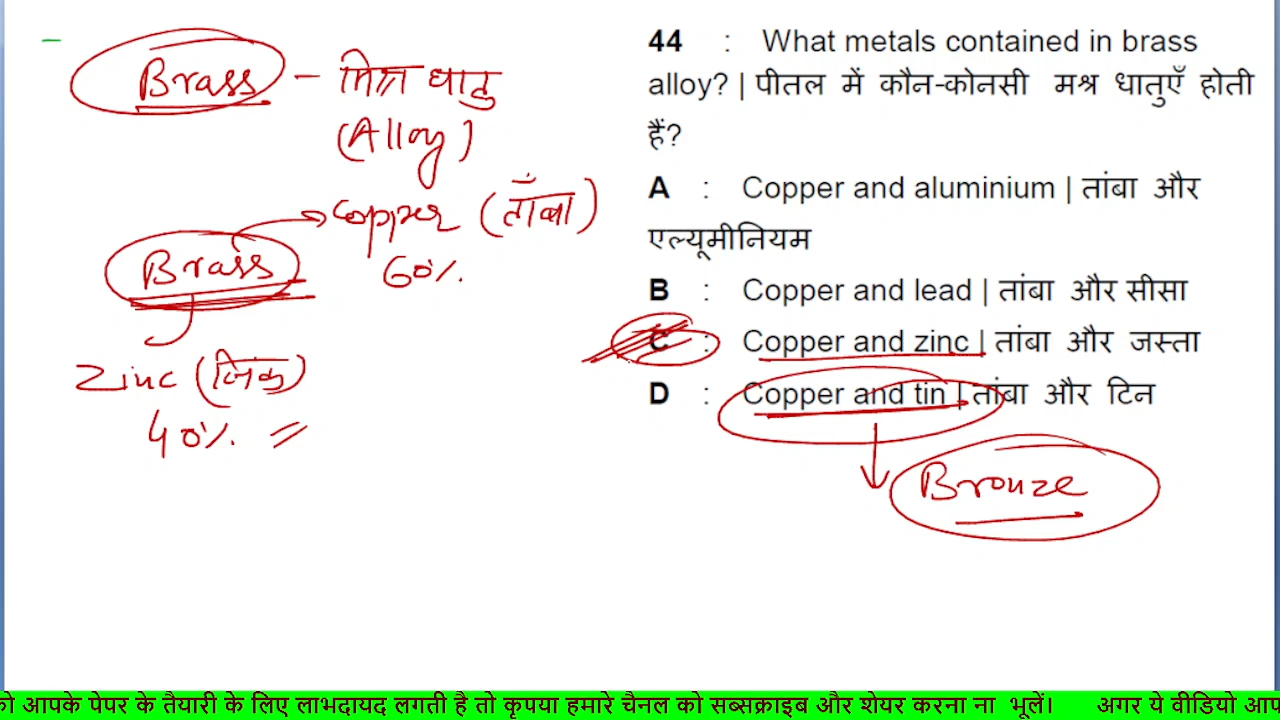 Brass – मिश्र धातु
(Alloy)
Copper (ताँबा)
60%.
Brass
Zinc (जिंक)
40%. =
44 : What metals contained in brass
alloy? | पीतल में कौन-कोनसी मश्र धातुएँ होती
हैं?
A : Copper and aluminium | तांबा और
एल्यूमीनियम
B : Copper and lead | तांबा और सीसा
C : Copper and zinc | तांबा और जस्ता
D : Copper and tin | तांबा और टिन
Bronze
को आपके पेपर के तैयारी के लिए लाभदायद लगती है तो कृपया हमारे चैनल को सब्सक्राइब और शेयर करना ना भूलें। अगर ये वीडियो आप